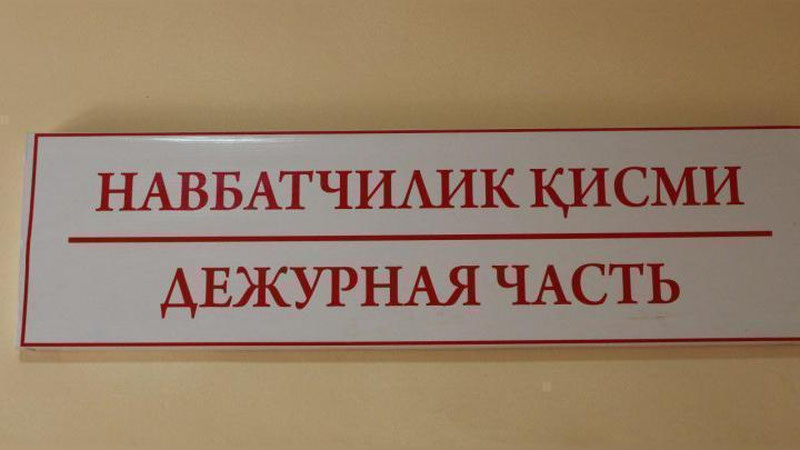 НАВБАТЧИЛИК ҚИСМИ
ДЕЖУРНАЯ ЧАСТЬ